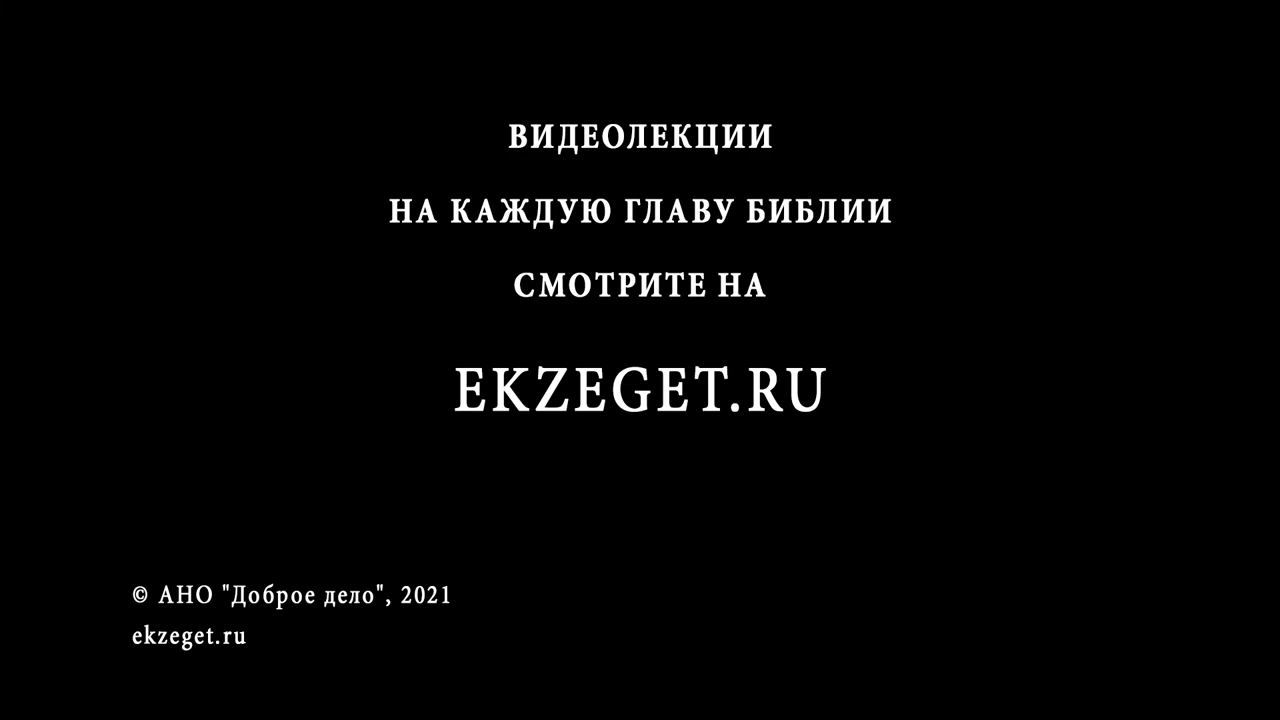 ВИДЕОЛЕКЦИИ
НА КАЖДУЮ ГЛАВУ БИБЛИИ
СМОТРИТЕ НА
EKZEGET.RU
© АНО "Доброе дело", 2021
ekzeget.ru